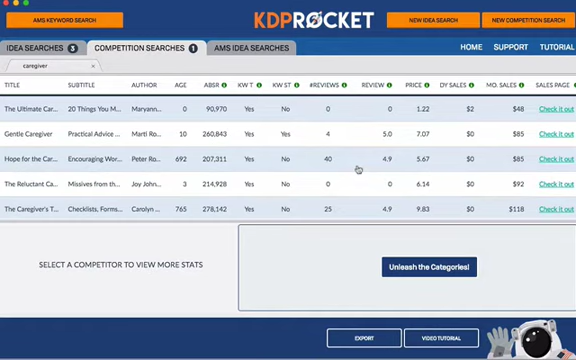 AMS KEYWORD SEARCH
KDPROCKET
NEW IDEA SEARCH
NEW COMPETITION SEARCH
IDEA SEARCHES 3
COMPETITION SEARCHES 1
AMS IDEA SEARCHES
HOME SUPPORT TUTORIAL
caregiver ×
TITLE SUBTITLE AUTHOR AGE ABSR KW T KW ST #REVIEWS REVIEW PRICE DY SALES MO. SALES SALES PAGE
The Ultimate Car... 20 Things You M... Maryann... 0 90,970 Yes No 0 0 1.22 $2 $48 Check it out
Gentle Caregiver Practical Advice ... Marti Ro... 10 260,843 Yes Yes 4 5.0 7.07 $0 $85 Check it out
Hope for the Car... Encouraging Wor... Peter Ro... 692 207,311 Yes No 40 4.9 5.67 $0 $85 Check it out
The Reluctant Ca... Missives from th... Joy John... 3 214,928 Yes No 0 0 6.14 $0 $92 Check it out
The Caregiver's T... Checklists, Forms... Carolyn ... 765 278,142 Yes No 25 4.9 9.83 $0 $118 Check it out
SELECT A COMPETITOR TO VIEW MORE STATS
Unleash the Categories!
EXPORT
VIDEO TUTORIAL